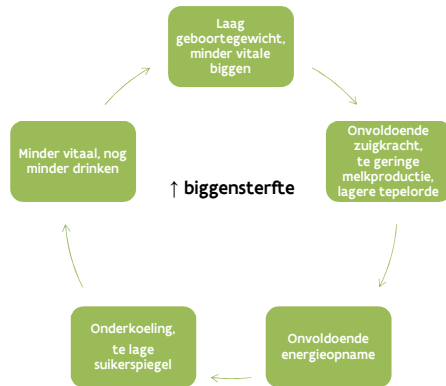 Laag
geboortegewicht,
minder vitale
biggen
Onvoldoende
zuigkracht,
te geringe
melkproductie,
lagere tepelorde
Minder vitaal, nog
minder drinken
↑ biggensterfte
Onvoldoende
energieopname
Onderkoeling,
te lage
suikerspiegel